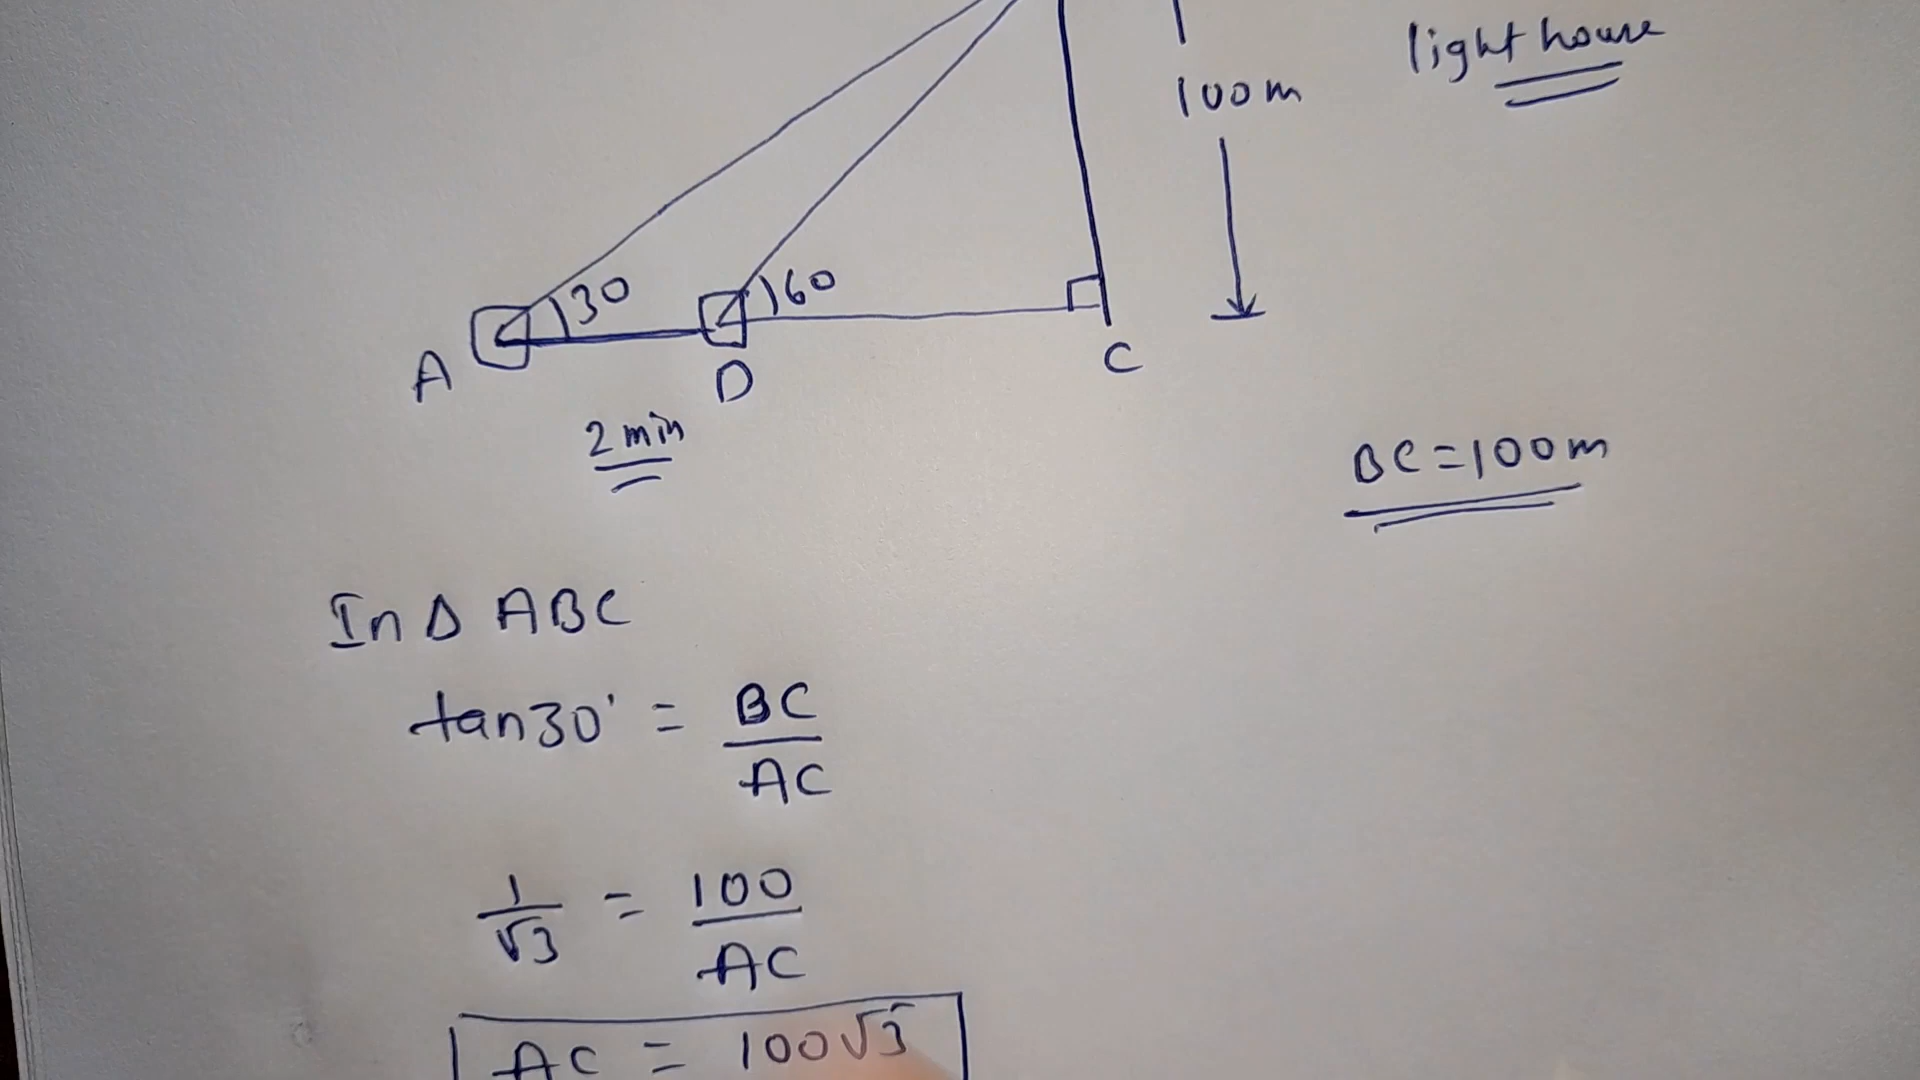 light house
100m
30
60
A
D
C
2 min
BC=100m
In Δ ABC
tan30° = BC/AC
1/√3 = 100/AC
AC = 100√3